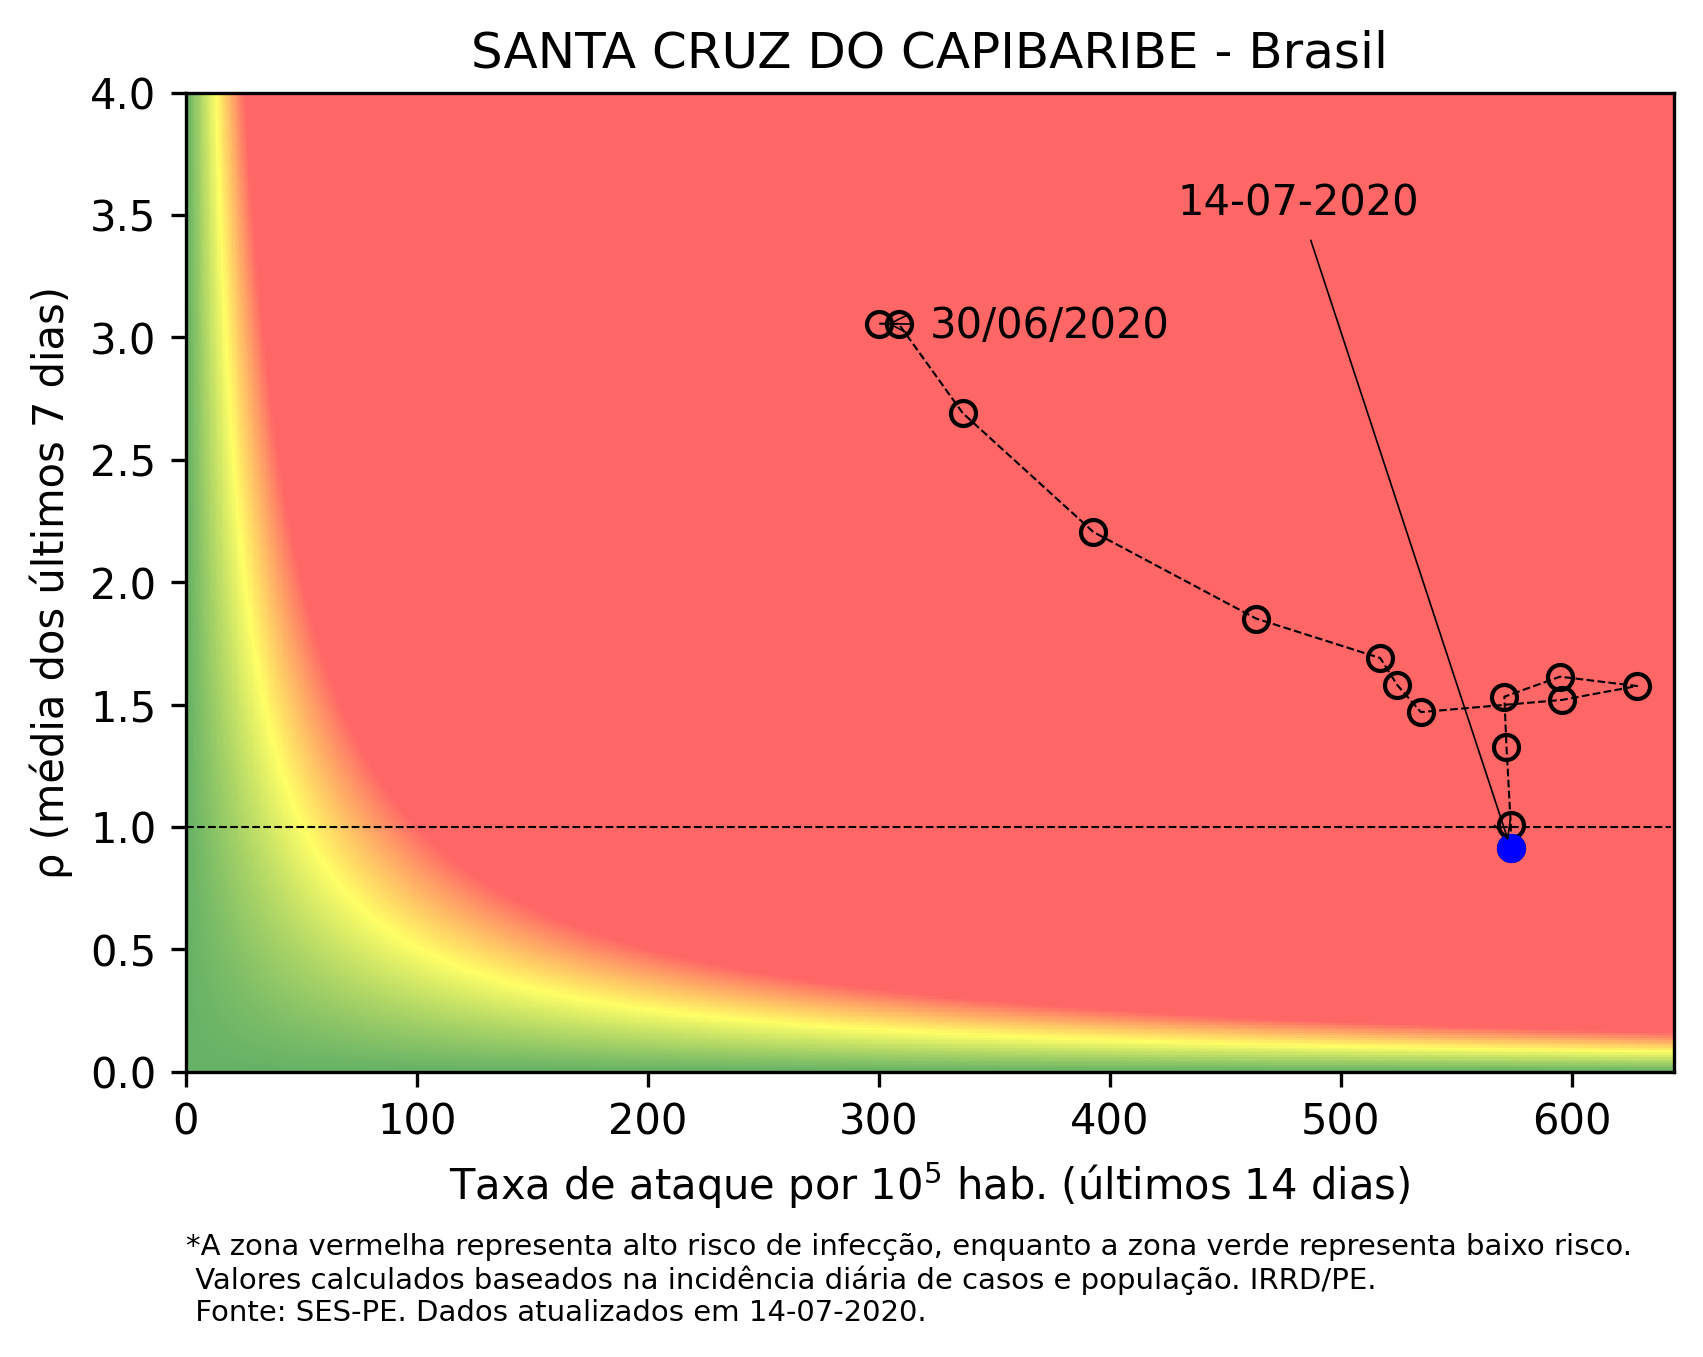 SANTA CRUZ DO CAPIBARIBE - Brasil
4.0
3.5
3.0
2.5
2.0
1.5
1.0
0.5
0.0
ρ (média dos últimos 7 dias)
14-07-2020
30/06/2020
0 100 200 300 400 500 600
Taxa de ataque por 10⁵ hab. (últimos 14 dias)
*A zona vermelha representa alto risco de infecção, enquanto a zona verde representa baixo risco.
Valores calculados baseados na incidência diária de casos e população. IRRD/PE.
Fonte: SES-PE. Dados atualizados em 14-07-2020.